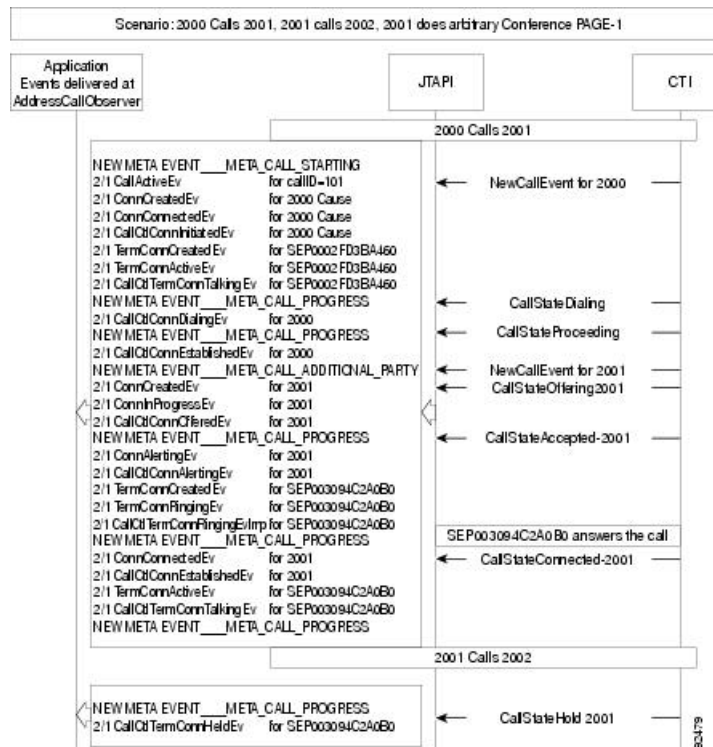 Scenario: 2000 Calls 2001, 2001 calls 2002, 2001 does arbitrary Conference PAGE-1
Application
Events delivered at
AddressCallObserver
JTAPI
CTI
2000 Calls 2001
NEW META EVENT____META_CALL_STARTING
2/1 CallActiveEv for callID=101
NewCallEvent for 2000
2/1 ConnCreatedEv for 2000 Cause
2/1 ConnConnectedEv for 2000 Cause
2/1 CallCtlConnInitiatedEv for 2000 Cause
2/1 TermConnCreatedEv for SEP0002FD3BA460
2/1 TermConnActiveEv for SEP0002FD3BA460
2/1 CallCtlTermConnTalkingEv for SEP0002FD3BA460
NEW META EVENT____META_CALL_PROGRESS
CallStateDialing
2/1 CallCtlConnDialingEv for 2000
NEW META EVENT____META_CALL_PROGRESS
CallStateProceeding
2/1 CallCtlConnEstablishedEv for 2000
NEW META EVENT____META_CALL_ADDITIONAL_PARTY
NewCallEvent for 2001
2/1 ConnCreatedEv for 2001
CallStateOffering2001
2/1 ConnInProgressEv for 2001
2/1 CallCtlConnOfferedEv for 2001
NEW META EVENT____META_CALL_PROGRESS
CallStateAccepted-2001
2/1 ConnAlertingEv for 2001
2/1 CallCtlConnAlertingEv for 2001
2/1 TermConnCreatedEv for SEP003094C2A0B0
2/1 TermConnRingingEv for SEP003094C2A0B0
2/1 CallCtlTermConnRingingEvImp for SEP003094C2A0B0
NEW META EVENT____META_CALL_PROGRESS
SEP003094C2A0B0 answers the call
2/1 ConnConnectedEv for 2001
CallStateConnected-2001
2/1 CallCtlConnEstablishedEv for 2001
2/1 TermConnActiveEv for SEP003094C2A0B0
2/1 CallCtlTermConnTalkingEv for SEP003094C2A0B0
NEW META EVENT____META_CALL_PROGRESS
2001 Calls 2002
NEW META EVENT____META_CALL_PROGRESS
2/1 CallCtlTermConnHeldEv for SEP003094C2A0B0
CallStateHold 2001
92479